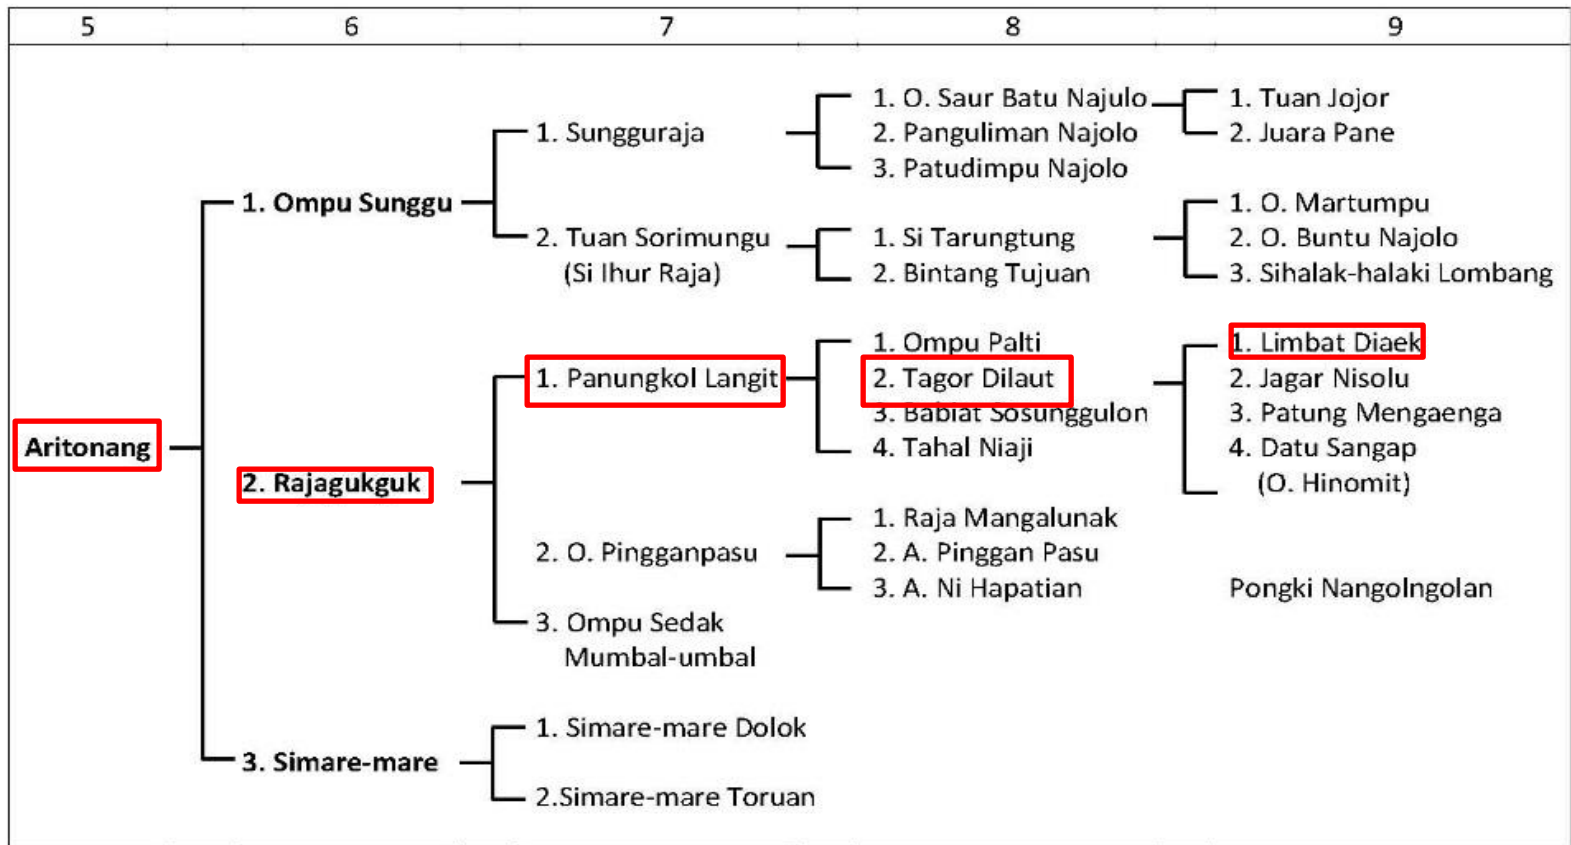 5 6 7 8 9
1. O. Saur Batu Najulo 1. Tuan Jojor
1. Sungguraja 2. Panguliman Najolo 2. Juara Pane
3. Patudimpu Najolo
1. Ompu Sunggu 1. O. Martumpu
2. Tuan Sorimungu 1. Si Tarungtung 2. O. Buntu Najolo
(Si Ihur Raja) 2. Bintang Tujuan 3. Sihalak-halaki Lombang
1. Ompu Palti 1. Limbat Diaek
1. Panungkol Langit 2. Tagor Dilaut 2. Jagar Nisolu
3. Babiat Sosunggulon 3. Patung Mengaenga
Aritonang 4. Tahal Niaji 4. Datu Sangap
2. Rajagukguk (O. Hinomit)
1. Raja Mangalunak
2. O. Pingganpasu 2. A. Pinggan Pasu
3. A. Ni Hapatian Pongki Nangolngolan
3. Ompu Sedak
Mumbal-umbal
1. Simare-mare Dolok
3. Simare-mare
2.Simare-mare Toruan